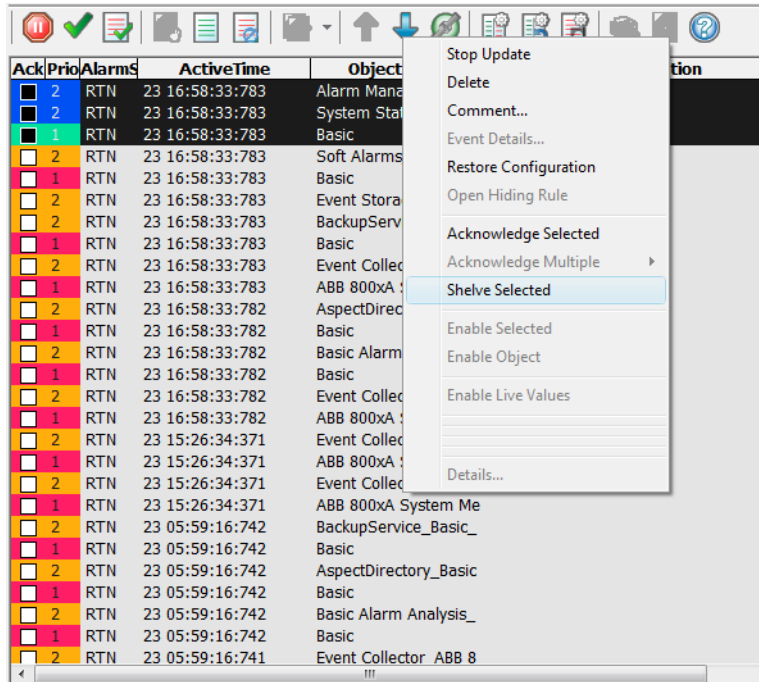 Ack Prio AlarmS ActiveTime Object tion
2 RTN 23 16:58:33:783 Alarm Mana
2 RTN 23 16:58:33:783 System Stat
1 RTN 23 16:58:33:783 Basic
2 RTN 23 16:58:33:783 Soft Alarms
1 RTN 23 16:58:33:783 Basic
2 RTN 23 16:58:33:783 Event Stora
2 RTN 23 16:58:33:783 BackupServ
1 RTN 23 16:58:33:783 Basic
2 RTN 23 16:58:33:783 Event Collec
1 RTN 23 16:58:33:783 ABB 800xA S
2 RTN 23 16:58:33:782 AspectDirec
1 RTN 23 16:58:33:782 Basic
2 RTN 23 16:58:33:782 Basic Alarm
1 RTN 23 16:58:33:782 Basic
2 RTN 23 16:58:33:782 Event Collec
1 RTN 23 16:58:33:782 ABB 800xA S
2 RTN 23 15:26:34:371 Event Collec
1 RTN 23 15:26:34:371 ABB 800xA S
2 RTN 23 15:26:34:371 Event Collec
1 RTN 23 15:26:34:371 ABB 800xA System Me
2 RTN 23 05:59:16:742 BackupService_Basic_
1 RTN 23 05:59:16:742 Basic
2 RTN 23 05:59:16:742 AspectDirectory_Basic
1 RTN 23 05:59:16:742 Basic
2 RTN 23 05:59:16:742 Basic Alarm Analysis_
1 RTN 23 05:59:16:742 Basic
2 RTN 23 05:59:16:741 Event Collector_ABB 8
Stop Update
Delete
Comment...
Event Details...
Restore Configuration
Open Hiding Rule
Acknowledge Selected
Acknowledge Multiple
Shelve Selected
Enable Selected
Enable Object
Enable Live Values
Details...